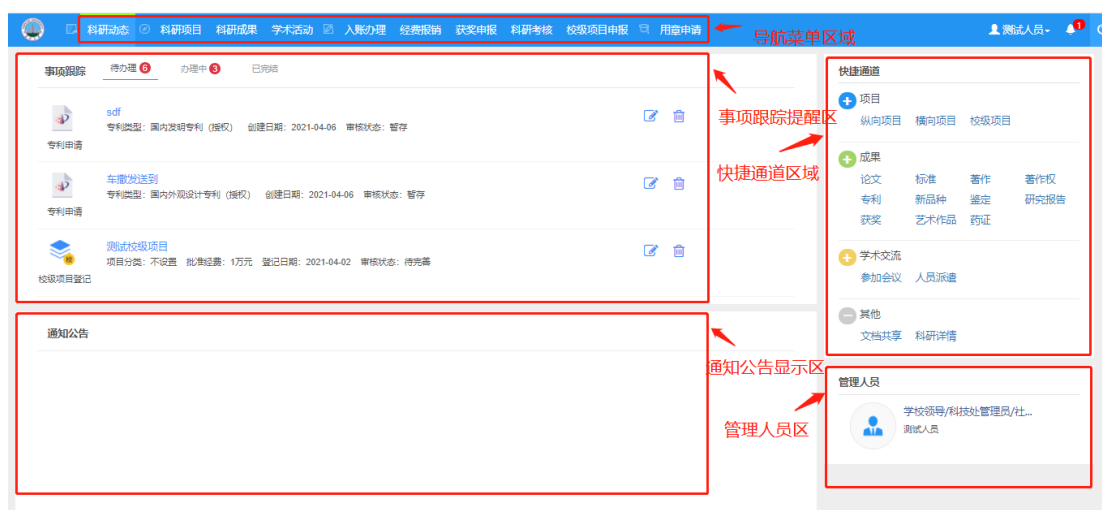 科研动态 科研项目 科研成果 学术活动 入账办理 经费报销 获奖申报 科研考核 校级项目申报 用章申请
导航菜单区域
测试人员
1
事项跟踪 待办理 6 办理中 3 已完结
sdf
专利类型：国内发明专利（授权） 创建日期：2021-04-06 审核状态：暂存
专利申请
车撒发送到
专利类型：国内外观设计专利（授权） 创建日期：2021-04-06 审核状态：暂存
专利申请
测试校级项目
项目分类：不设置 批准经费：1万元 登记日期：2021-04-02 审核状态：待完善
校
校级项目登记
事项跟踪提醒区
快捷通道区域
快捷通道
项目
纵向项目 横向项目 校级项目
成果
论文 标准 著作 著作权
专利 新品种 鉴定 研究报告
获奖 艺术作品 药证
学术交流
参加会议 人员派遣
其他
文档共享 科研详情
通知公告
通知公告显示区
管理人员区
管理人员
学校领导/科技处管理员/社...
测试人员